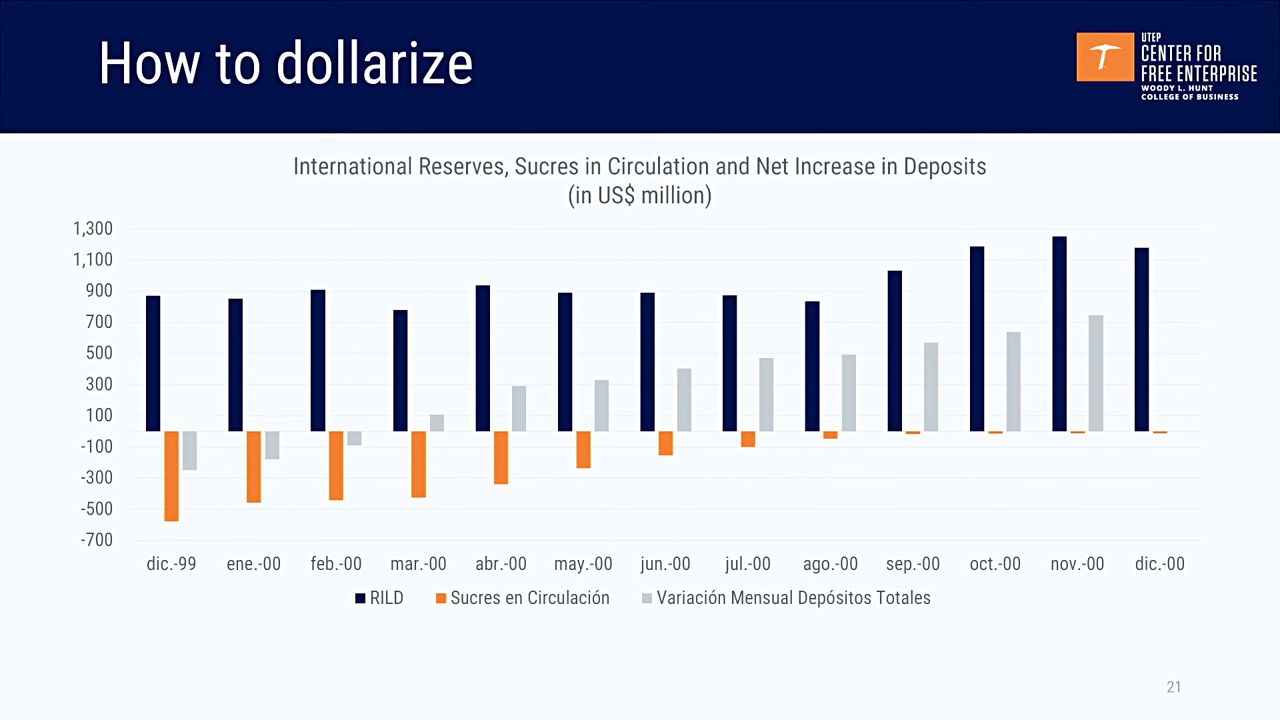 How to dollarize
UTEP
CENTER FOR
FREE ENTERPRISE
WOODY L. HUNT
COLLEGE OF BUSINESS
International Reserves, Sucres in Circulation and Net Increase in Deposits
(in US$ million)
1,300
1,100
900
700
500
300
100
-100
-300
-500
-700
dic.-99 ene.-00 feb.-00 mar.-00 abr.-00 may.-00 jun.-00 jul.-00 ago.-00 sep.-00 oct.-00 nov.-00 dic.-00
RILD Sucres en Circulación Variación Mensual Depósitos Totales
21